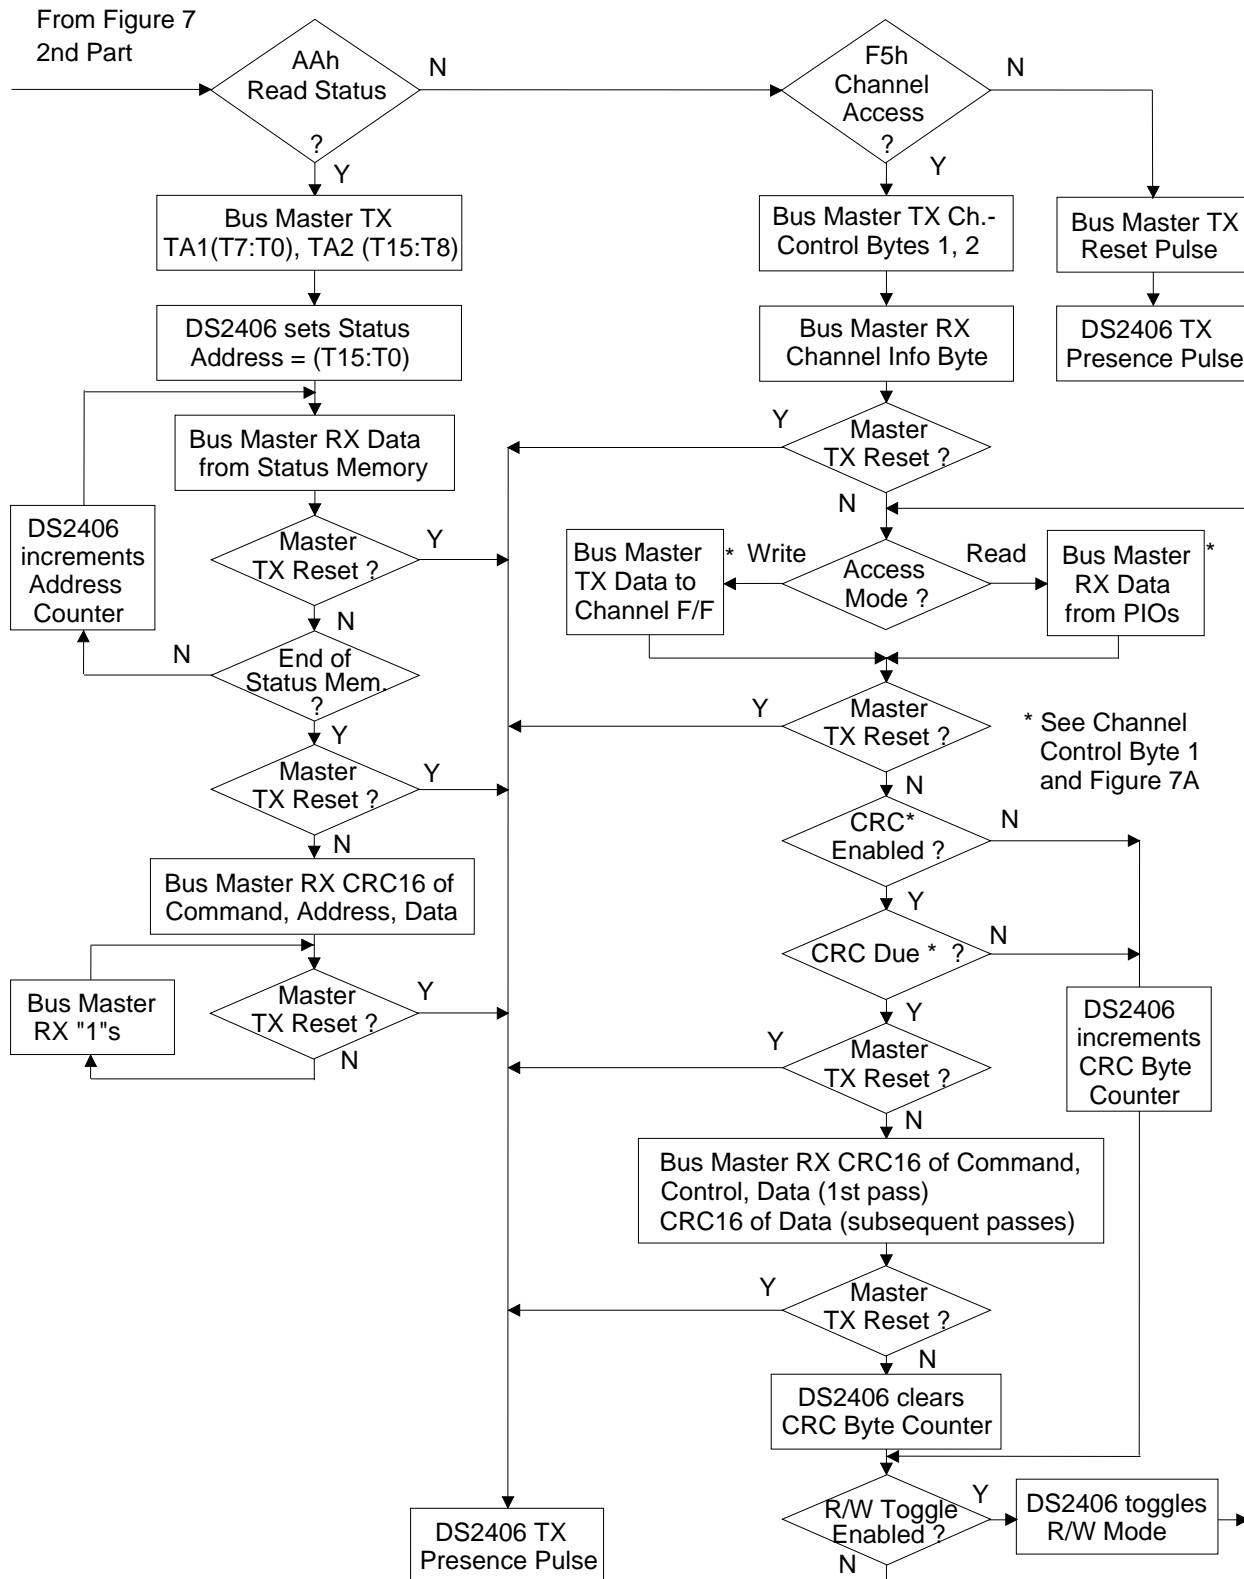 From Figure 7
2nd Part
AAh
Read Status
?
N
Y
F5h
Channel
Access
?
N
Y
Bus Master TX
TA1(T7:T0), TA2 (T15:T8)
Bus Master TX Ch.-
Control Bytes 1, 2
Bus Master TX
Reset Pulse
DS2406 sets Status
Address = (T15:T0)
Bus Master RX
Channel Info Byte
DS2406 TX
Presence Pulse
Bus Master RX Data
from Status Memory
Y
Master
TX Reset ?
N
DS2406
increments
Address
Counter
Master
TX Reset ?
Y
N
Bus Master
TX Data to
Channel F/F
* Write
Access
Mode ?
Read
Bus Master
RX Data
from PIOs
*
N
End of
Status Mem.
?
Y
Y
Master
TX Reset ?
N
* See Channel
Control Byte 1
and Figure 7A
Master
TX Reset ?
Y
N
CRC*
Enabled ?
N
Y
Bus Master RX CRC16 of
Command, Address, Data
CRC Due * ?
N
Y
Bus Master
RX "1"s
Master
TX Reset ?
Y
N
Y
Master
TX Reset ?
N
DS2406
increments
CRC Byte
Counter
Bus Master RX CRC16 of Command,
Control, Data (1st pass)
CRC16 of Data (subsequent passes)
Y
Master
TX Reset ?
N
DS2406 clears
CRC Byte Counter
R/W Toggle
Enabled ?
Y
N
DS2406 toggles
R/W Mode
DS2406 TX
Presence Pulse